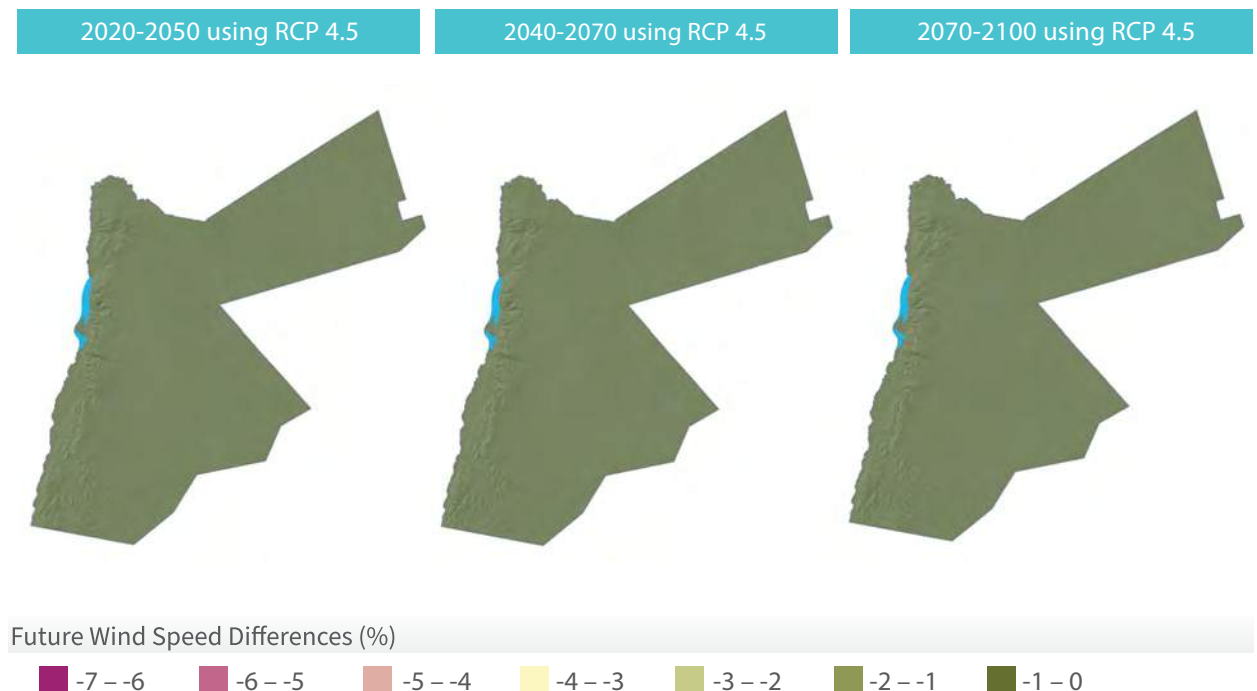 2020-2050 using RCP 4.5
2040-2070 using RCP 4.5
2070-2100 using RCP 4.5
Future Wind Speed Differences (%)
-7 – -6
-6 – -5
-5 – -4
-4 – -3
-3 – -2
-2 – -1
-1 – 0